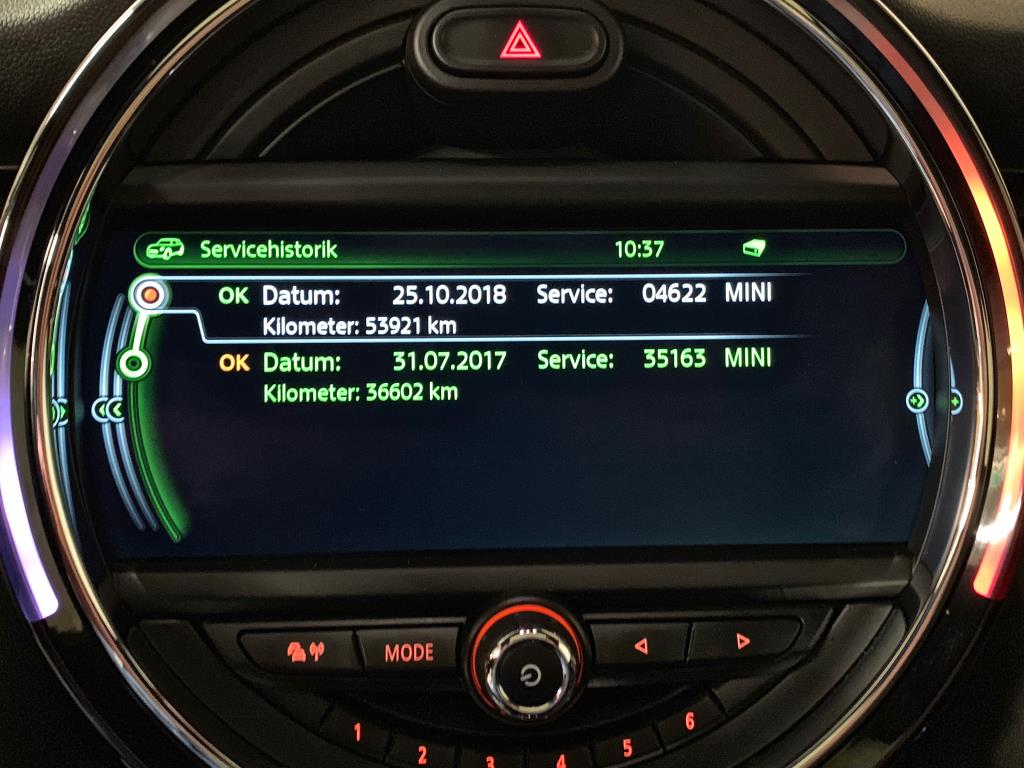 Servicehistorik 10:37
OK Datum: 25.10.2018 Service: 04622 MINI
Kilometer: 53921 km
OK Datum: 31.07.2017 Service: 35163 MINI
Kilometer: 36602 km
MODE
1 2 3 4 5 6